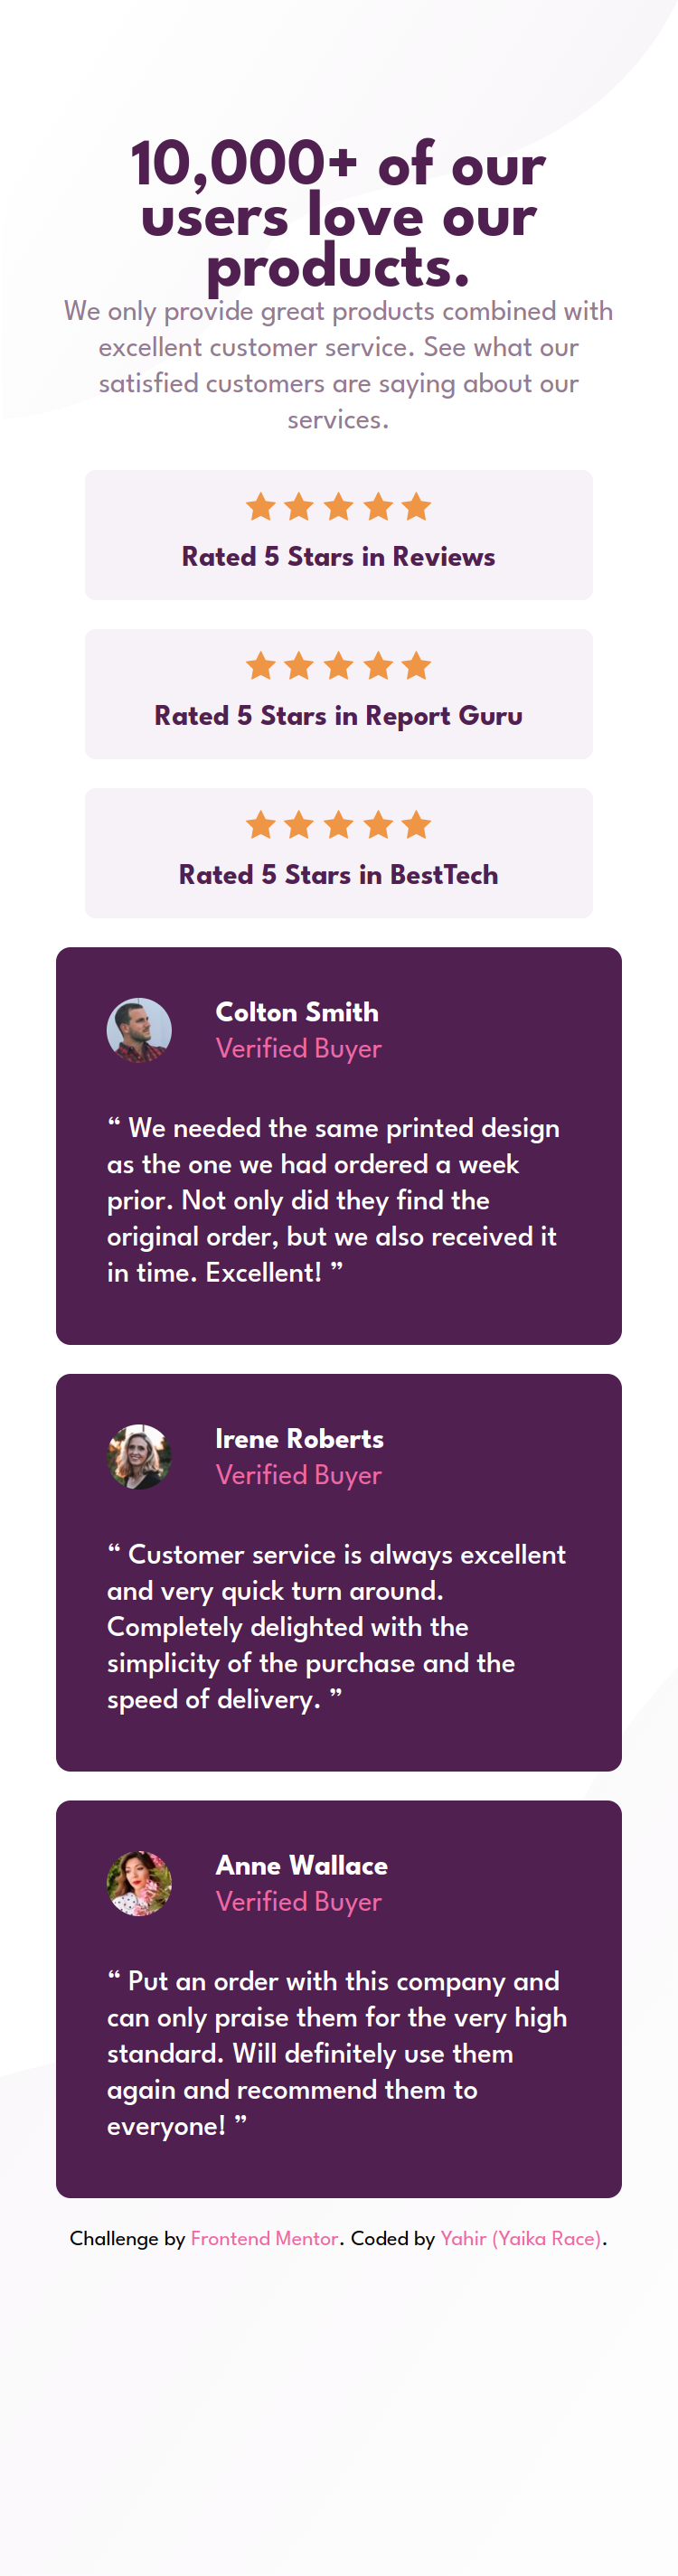 10,000+ of our
users love our
products.
We only provide great products combined with
excellent customer service. See what our
satisfied customers are saying about our
services.
Rated 5 Stars in Reviews
Rated 5 Stars in Report Guru
Rated 5 Stars in BestTech
Colton Smith
Verified Buyer
“ We needed the same printed design
as the one we had ordered a week
prior. Not only did they find the
original order, but we also received it
in time. Excellent! ”
Irene Roberts
Verified Buyer
“ Customer service is always excellent
and very quick turn around.
Completely delighted with the
simplicity of the purchase and the
speed of delivery. ”
Anne Wallace
Verified Buyer
“ Put an order with this company and
can only praise them for the very high
standard. Will definitely use them
again and recommend them to
everyone! ”
Challenge by Frontend Mentor. Coded by Yahir (Yaika Race).